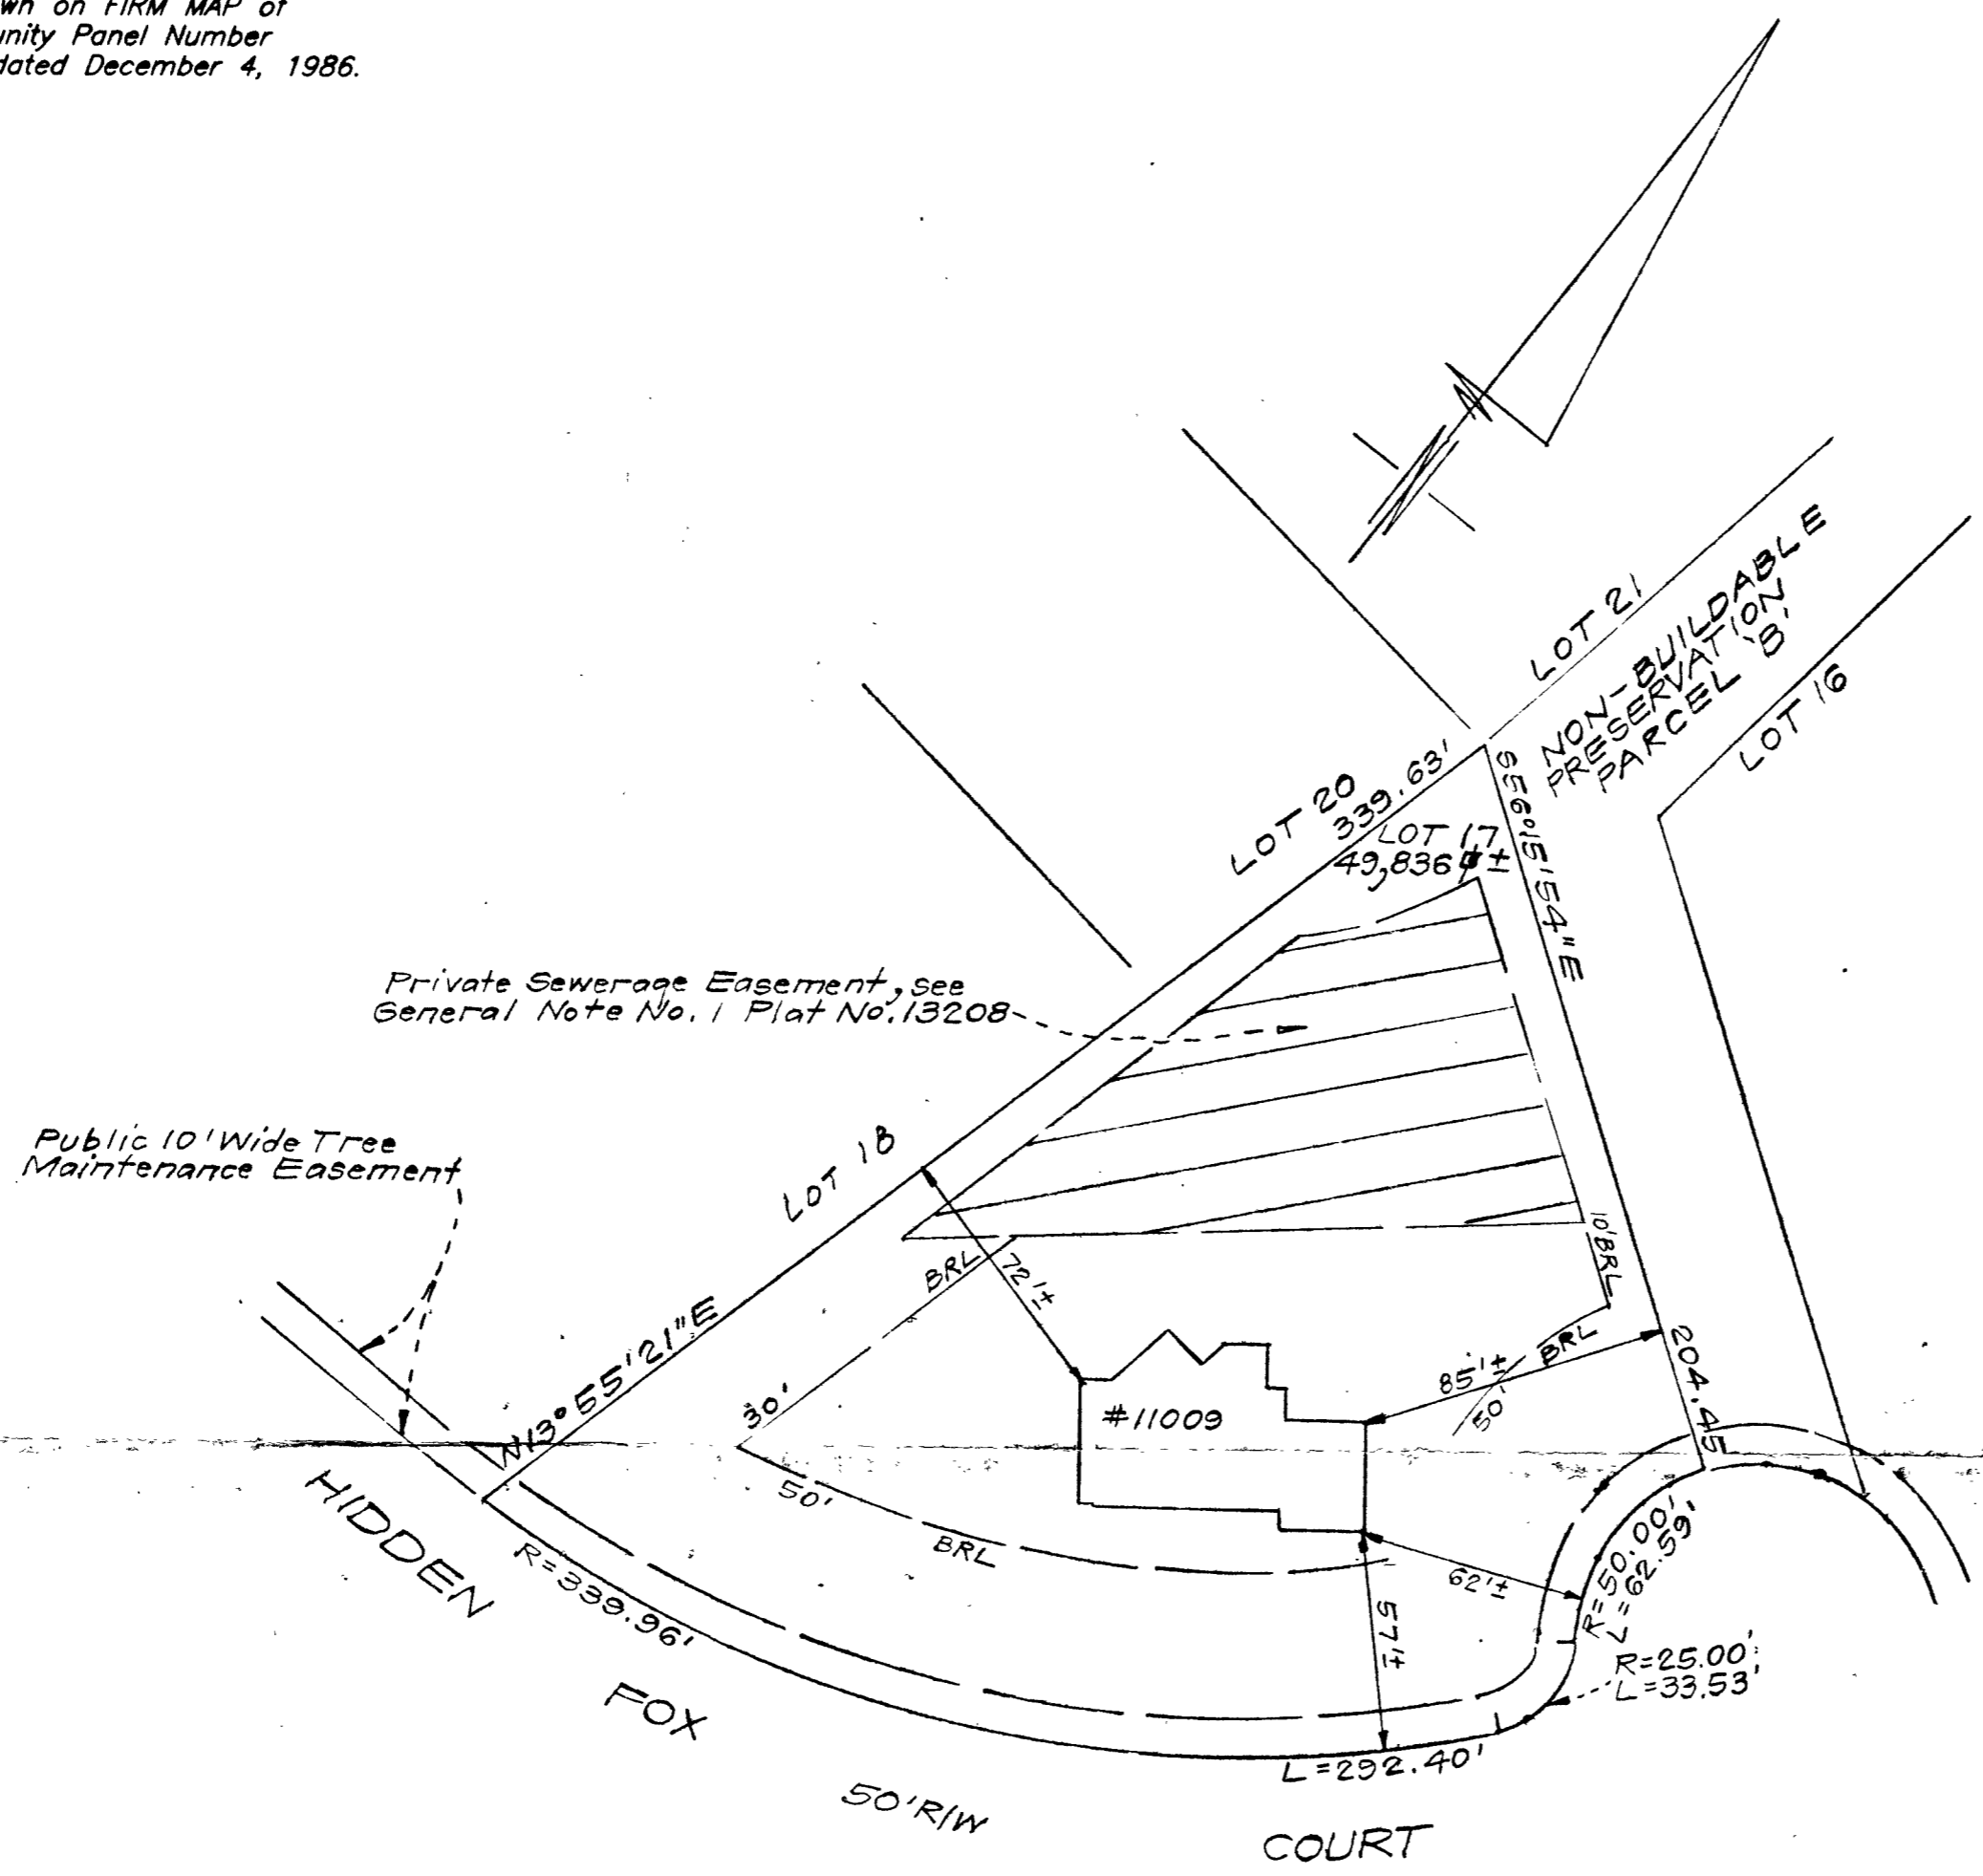 wn on FIRM MAP of
unity Panel Number
dated December 4, 1986.
N
LOT 21
NON-BUILDABLE
PRESERVATION
PARCEL 'B'
LOT 16
LOT 20
339.63'
LOT 17
49,836 ±
S56°15'54"E
Private Sewerage Easement, see
General Note No. 1 Plat No. 13208
Public 10' Wide Tree
Maintenance Easement
LOT 18
BRL
72'±
10' BRL
N13°55'21"E
30'
85'±
BRL
50'
204.45
#11009
50'
BRL
HIDDEN
R=339.96'
62'±
R=50.00'
L=62.59'
57'±
R=25.00'
L=33.53'
FOX
L=292.40'
50' R/W
COURT